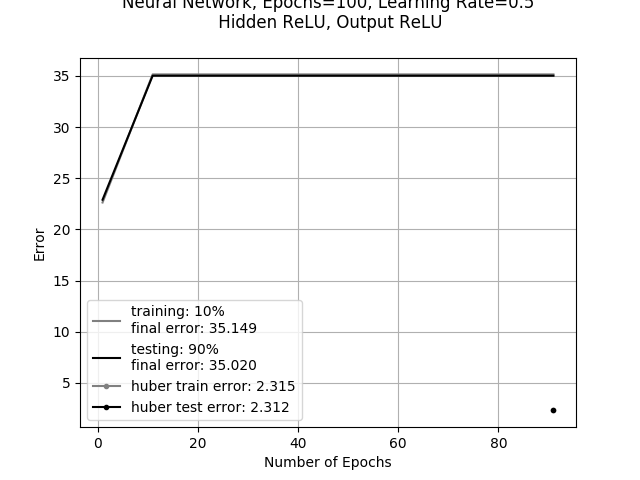 Neural Network, Epochs=100, Learning Rate=0.5
Hidden ReLU, Output ReLU
35
30
25
20
15
10
5
Error
training: 10%
final error: 35.149
testing: 90%
final error: 35.020
huber train error: 2.315
huber test error: 2.312
0 20 40 60 80
Number of Epochs